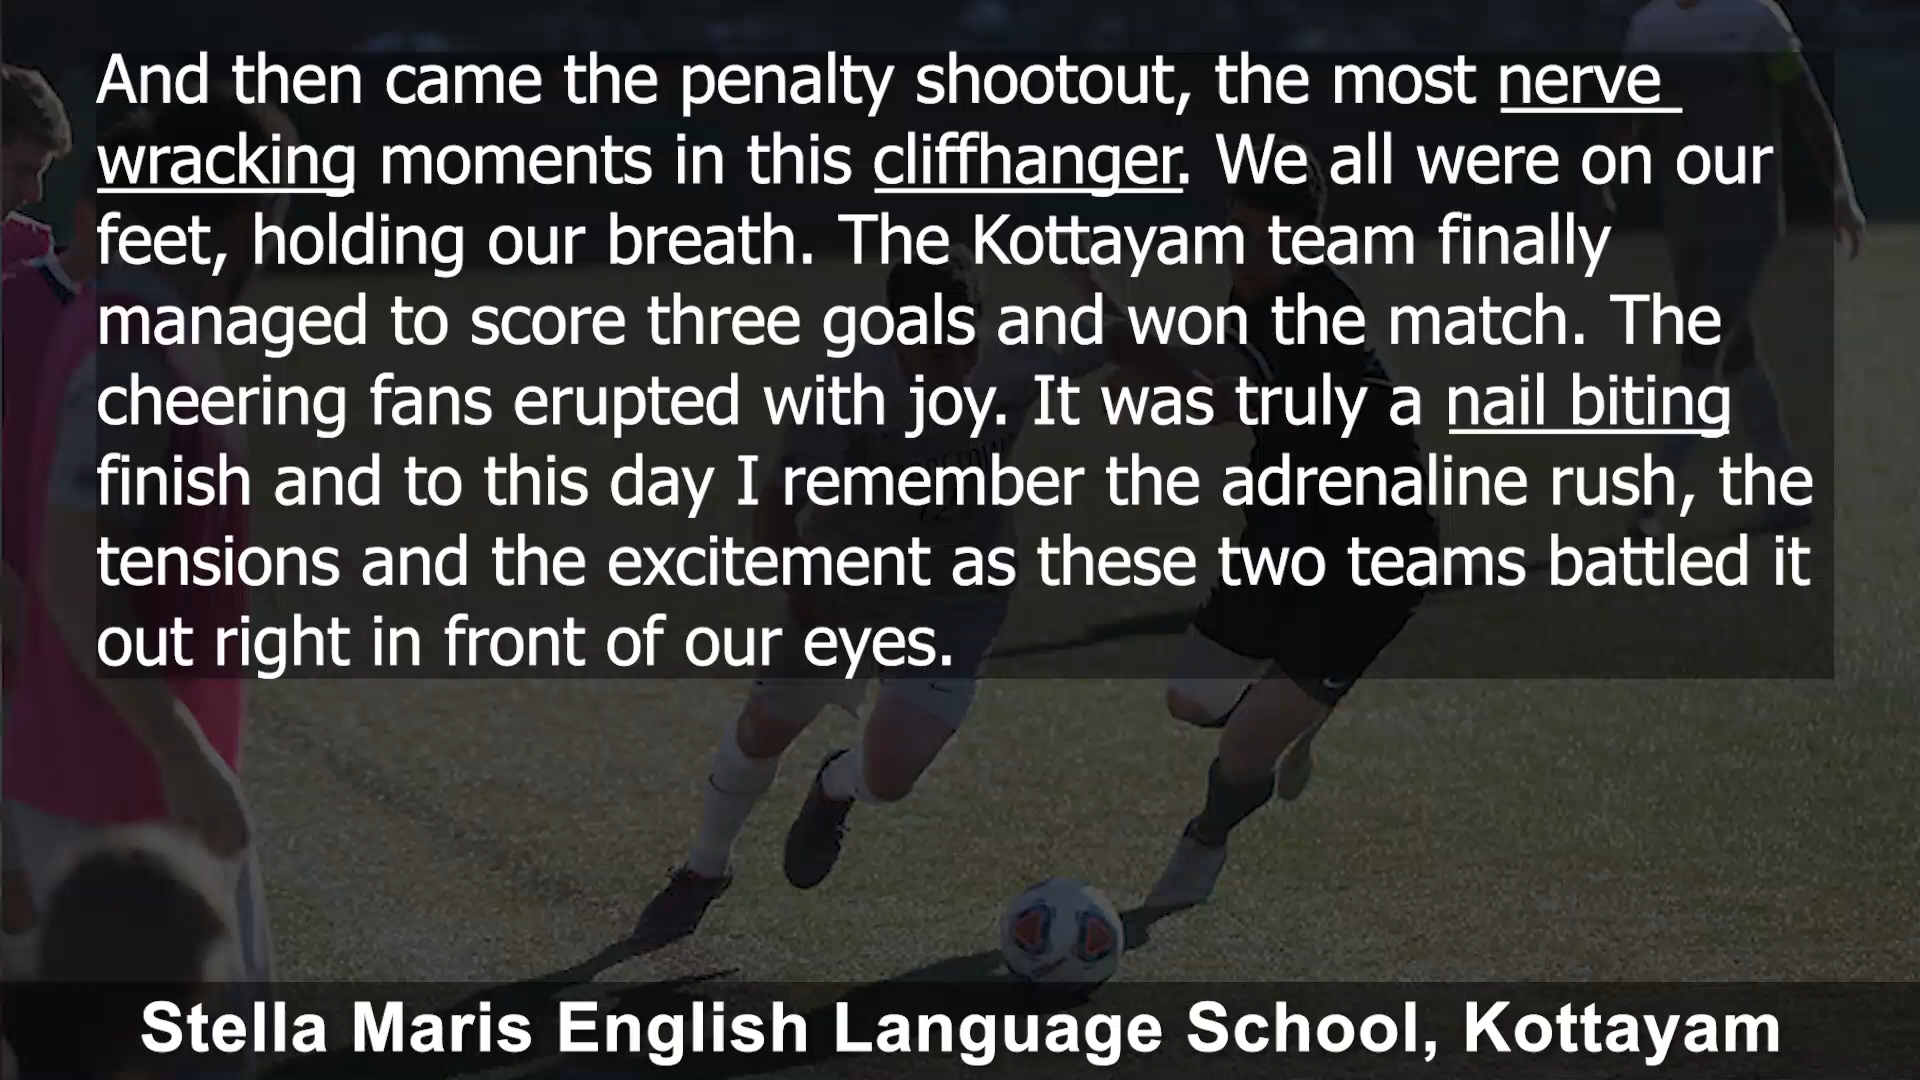 And then came the penalty shootout, the most nerve
wracking moments in this cliffhanger. We all were on our
feet, holding our breath. The Kottayam team finally
managed to score three goals and won the match. The
cheering fans erupted with joy. It was truly a nail biting
finish and to this day I remember the adrenaline rush, the
tensions and the excitement as these two teams battled it
out right in front of our eyes.
Stella Maris English Language School, Kottayam